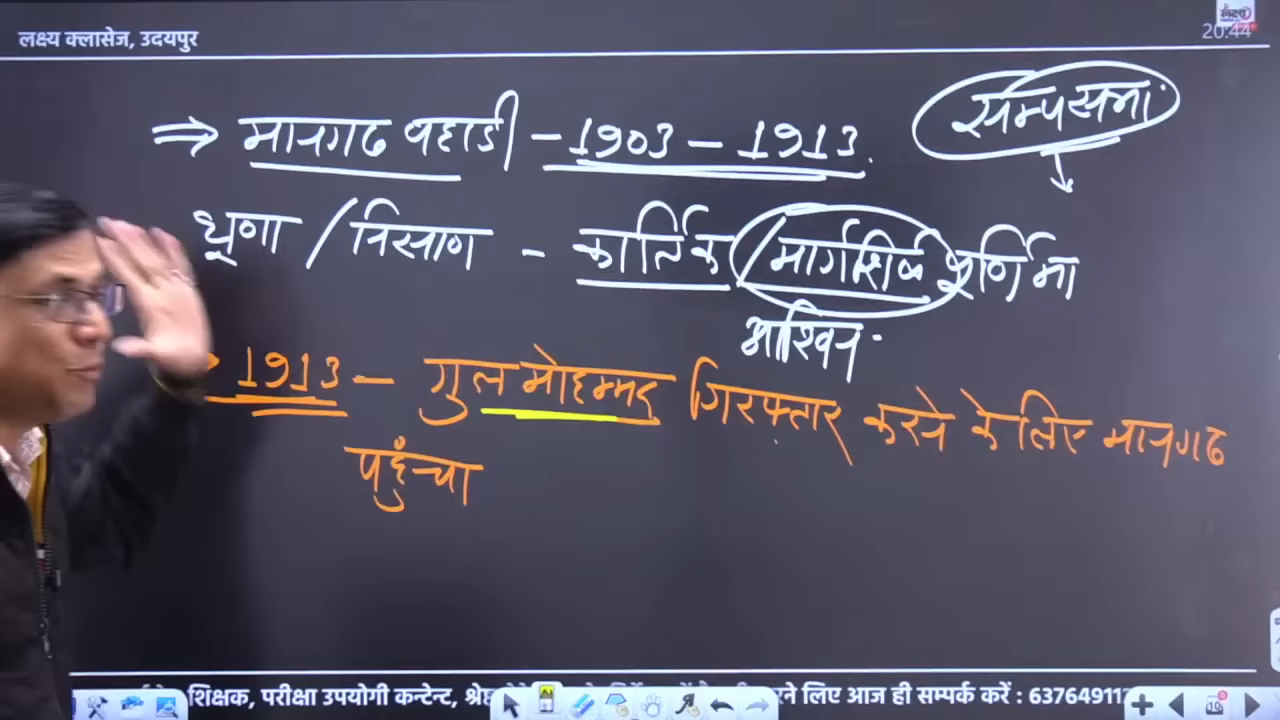 लक्ष्य क्लासेज, उदयपुर
20:44
⇒ मानगढ पहाडी - 1903 - 1913.
सम्पसभा
धूणा / निसाण - कार्तिक / मार्गशिर्ष पूर्णिमा
आश्विन
1913 - गुल मोहम्मद गिरफ्तार करने के लिए मानगढ
पहुँचा
शिक्षक, परीक्षा उपयोगी कन्टेन्ट, ने लिए आज ही सम्पर्क करें : 63764911